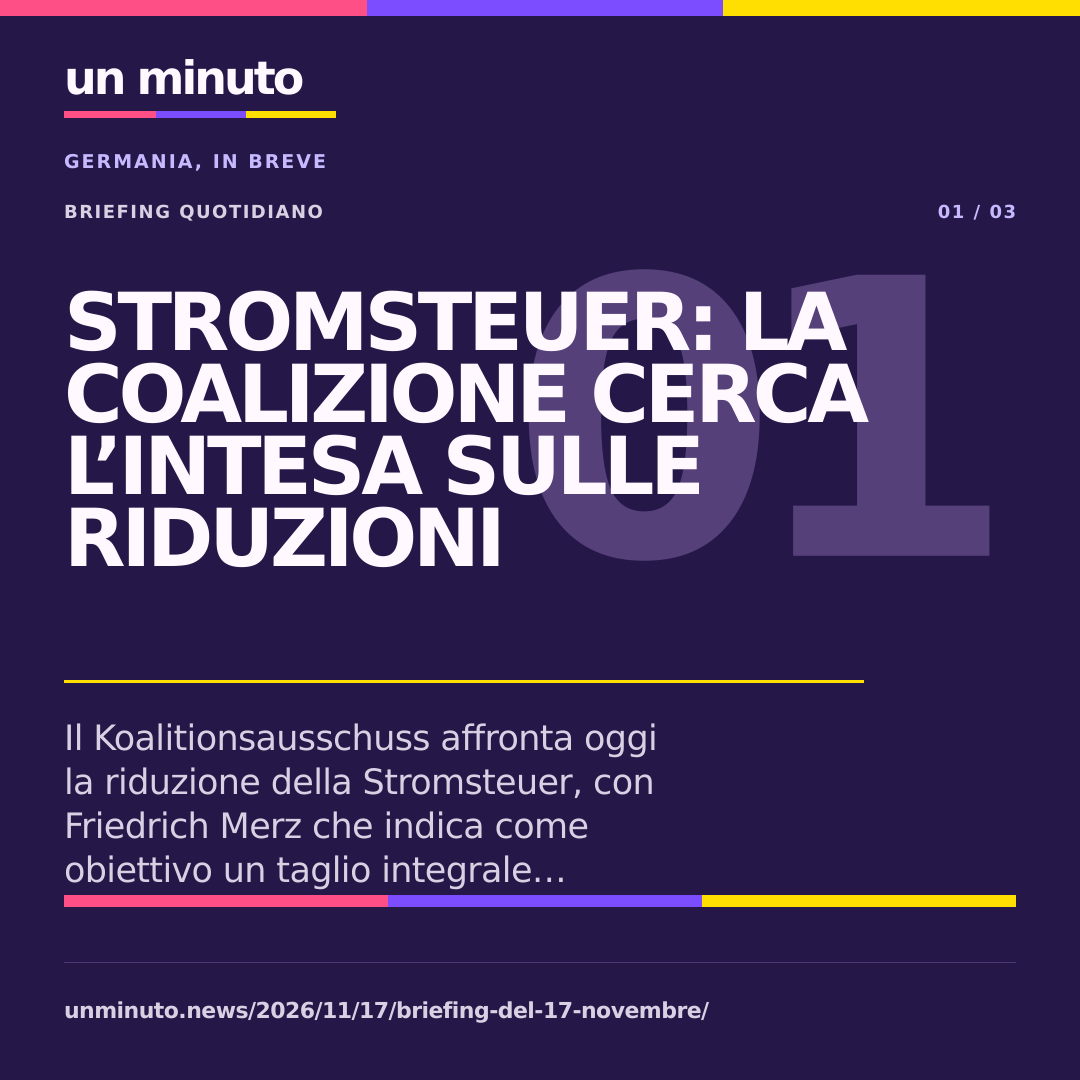 un minuto
GERMANIA, IN BREVE
BRIEFING QUOTIDIANO
01 / 03
01
STROMSTEUER: LA
COALIZIONE CERCA
L’INTESA SULLE
RIDUZIONI
Il Koalitionsausschuss affronta oggi
la riduzione della Stromsteuer, con
Friedrich Merz che indica come
obiettivo un taglio integrale…
unminuto.news/2026/11/17/briefing-del-17-novembre/